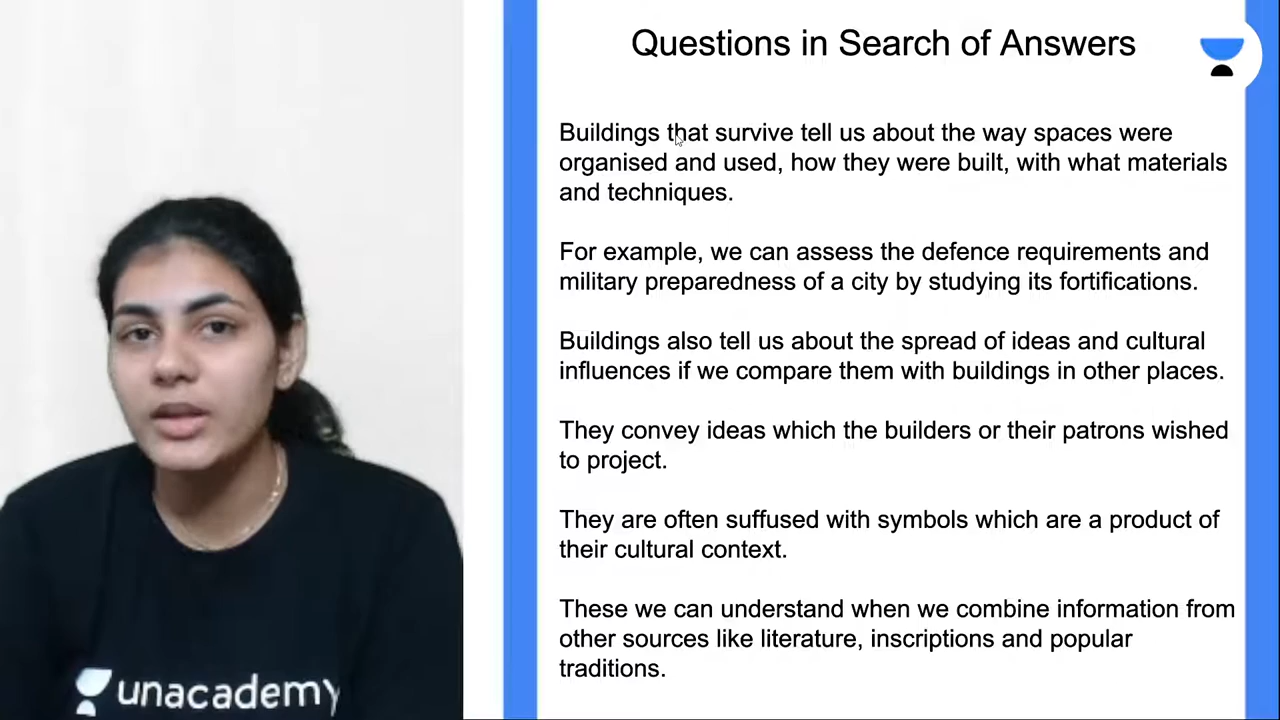 Questions in Search of Answers
Buildings that survive tell us about the way spaces were
organised and used, how they were built, with what materials
and techniques.
For example, we can assess the defence requirements and
military preparedness of a city by studying its fortifications.
Buildings also tell us about the spread of ideas and cultural
influences if we compare them with buildings in other places.
They convey ideas which the builders or their patrons wished
to project.
They are often suffused with symbols which are a product of
their cultural context.
These we can understand when we combine information from
other sources like literature, inscriptions and popular
traditions.
unacademy